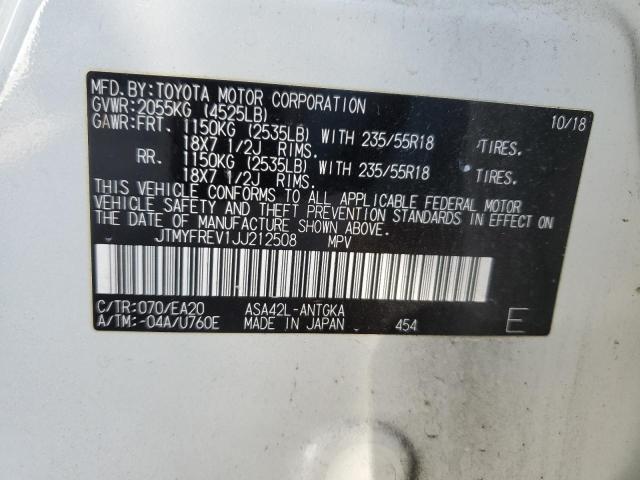 MFD.BY:TOYOTA MOTOR CORPORATION 10/18
GVWR:2055KG (4525LB)
GAWR:FRT. 1150KG (2535LB) WITH 235/55R18 TIRES.
18X7 1/2J RIMS.
RR. 1150KG (2535LB) WITH 235/55R18 TIRES.
18X7 1/2J RIMS.
THIS VEHICLE CONFORMS TO ALL APPLICABLE FEDERAL MOTOR
VEHICLE SAFETY AND THEFT PREVENTION STANDARDS IN EFFECT ON
THE DATE OF MANUFACTURE SHOWN ABOVE.
JTMYFREV1JJ212508 MPV
C/TR:070/EA20 ASA42L-ANTGKA
A/TM:-04A/U760E MADE IN JAPAN 454 E